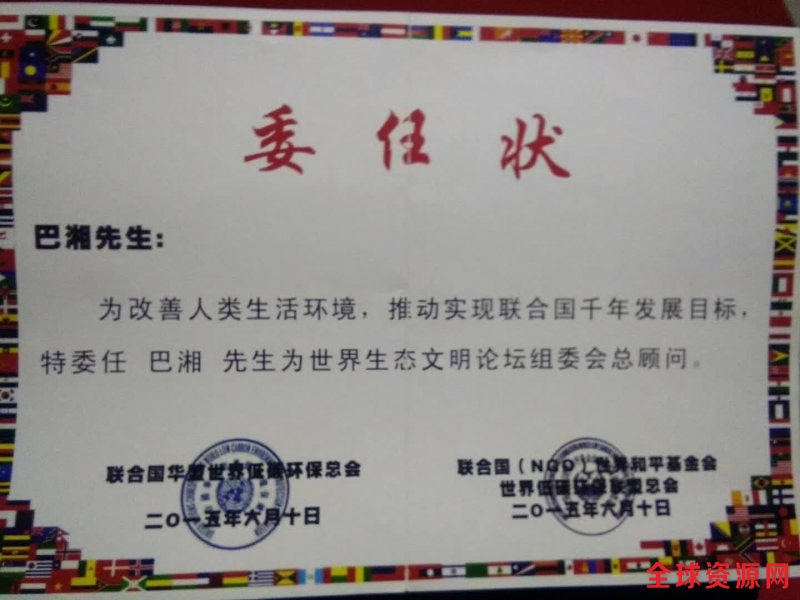 委任状
巴湘先生：
为改善人类生活环境，推动实现联合国千年发展目标，
特委任 巴湘 先生为世界生态文明论坛组委会总顾问。
联合国华盟世界低碳环保总会
二〇一五年六月十日
联合国（NGO）世界和平基金会
世界低碳环保联盟总会
二〇一五年六月十日
全球资源网